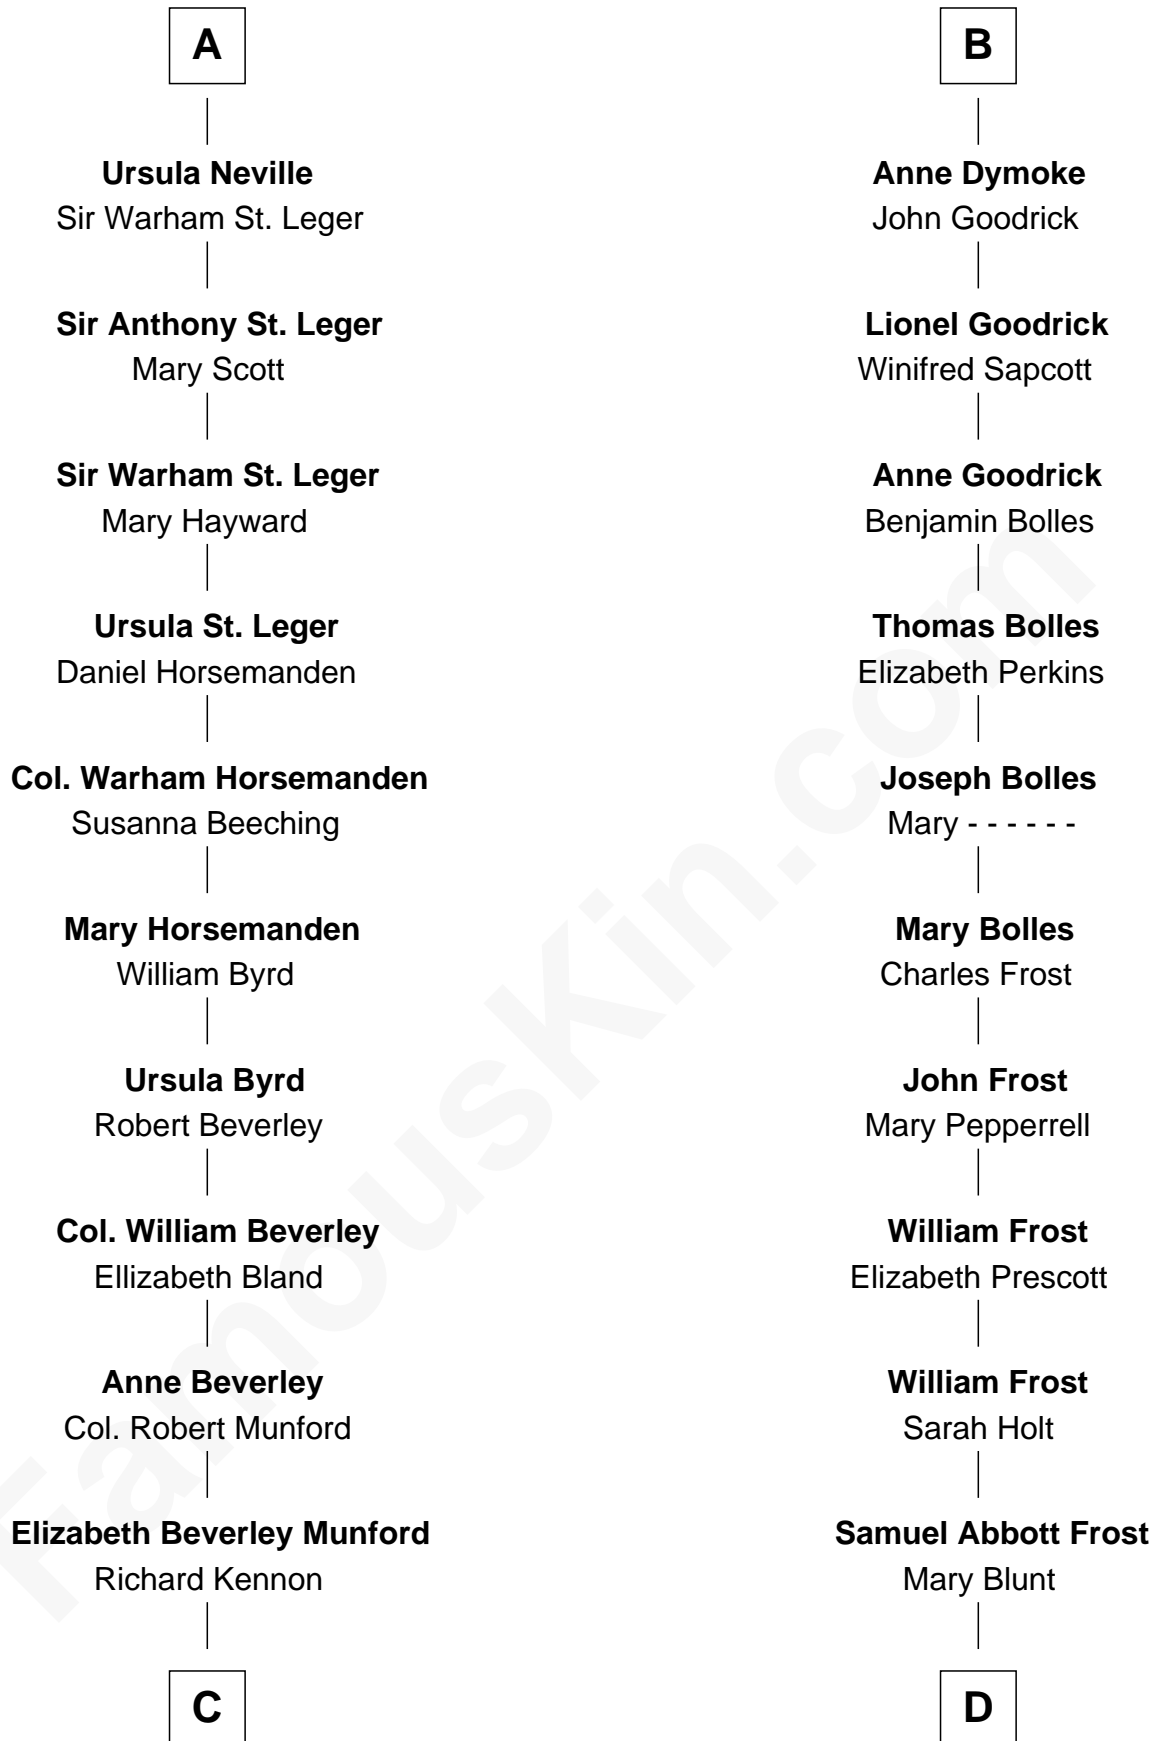 A
Ursula Neville
Sir Warham St. Leger
Sir Anthony St. Leger
Mary Scott
Sir Warham St. Leger
Mary Hayward
Ursula St. Leger
Daniel Horsemanden
Col. Warham Horsemanden
Susanna Beeching
Mary Horsemanden
William Byrd
Ursula Byrd
Robert Beverley
Col. William Beverley
Ellizabeth Bland
Anne Beverley
Col. Robert Munford
Elizabeth Beverley Munford
Richard Kennon
C
B
Anne Dymoke
John Goodrick
Lionel Goodrick
Winifred Sapcott
Anne Goodrick
Benjamin Bolles
Thomas Bolles
Elizabeth Perkins
Joseph Bolles
Mary - - - - - -
Mary Bolles
Charles Frost
John Frost
Mary Pepperrell
William Frost
Elizabeth Prescott
William Frost
Sarah Holt
Samuel Abbott Frost
Mary Blunt
D
FamousKin.com